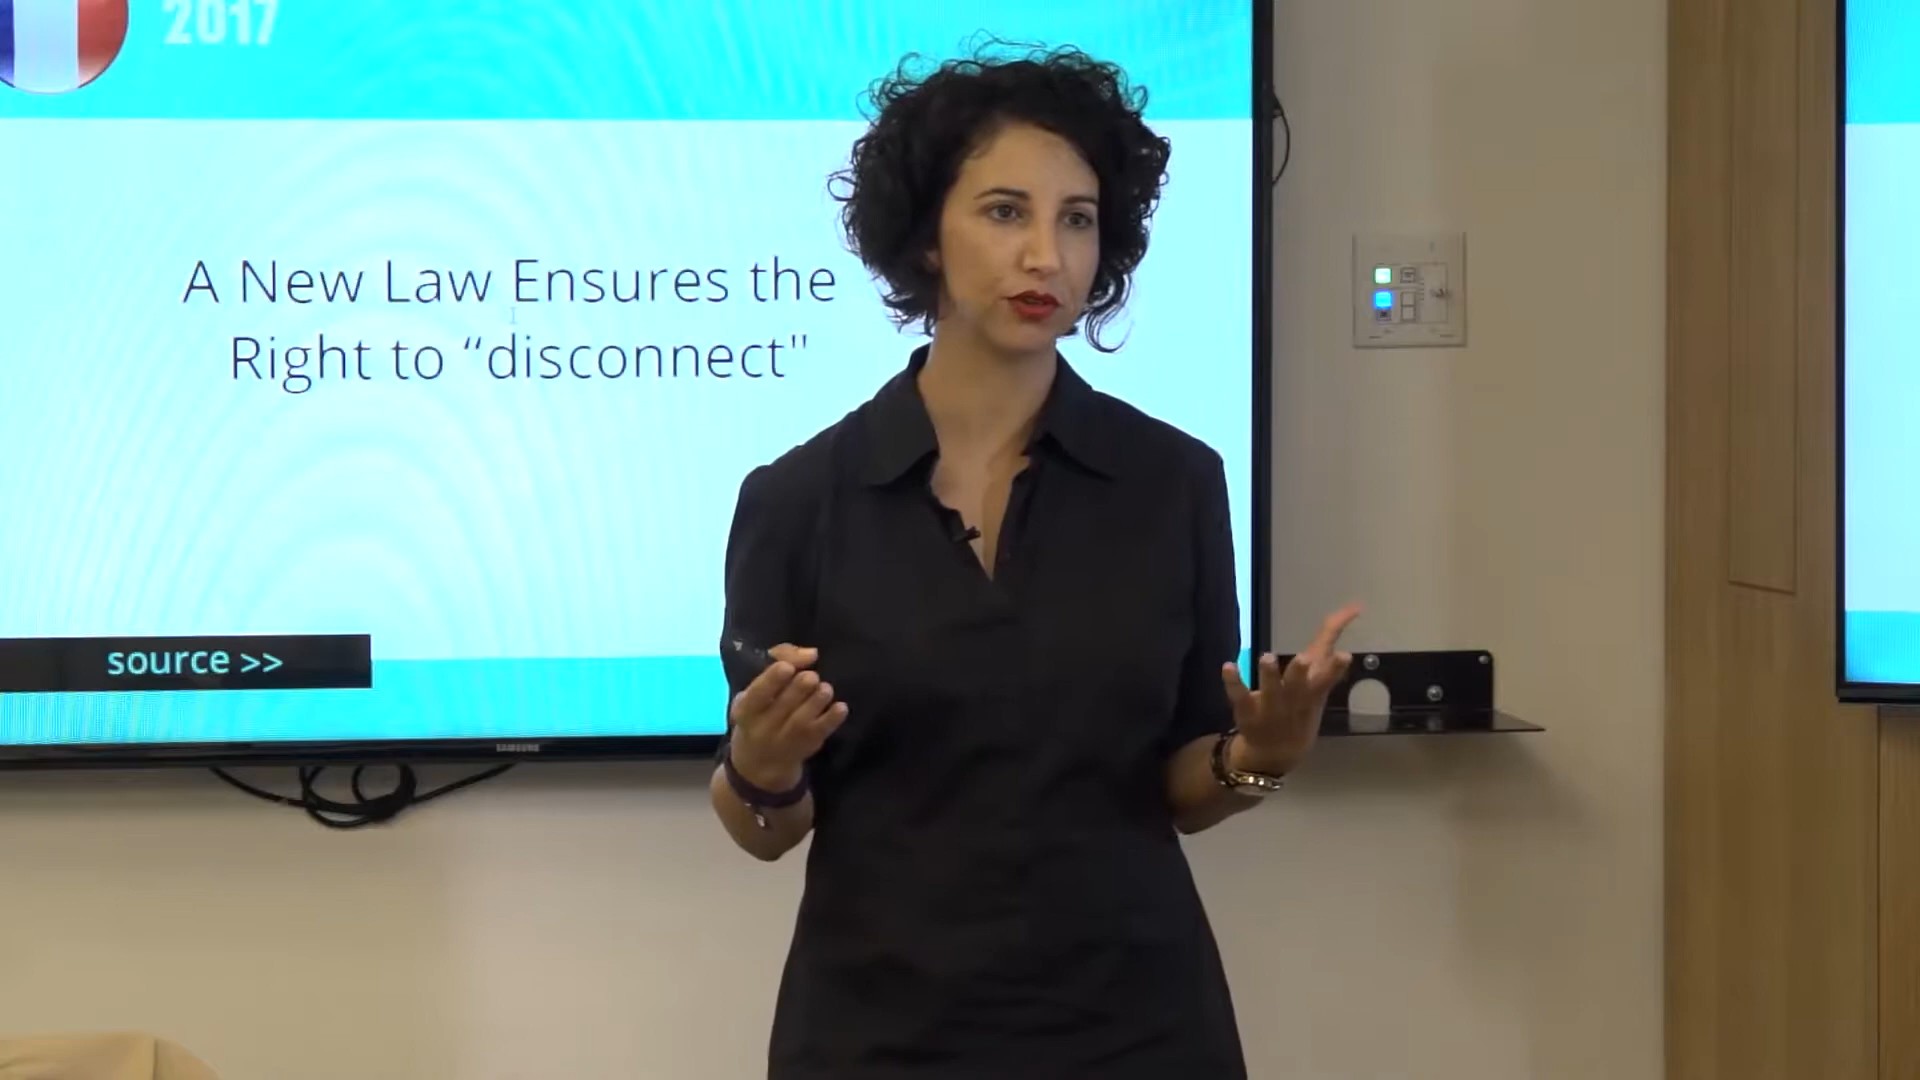 2017
A New Law Ensures the
Right to “disconnect"
source >>
SAMSUNG